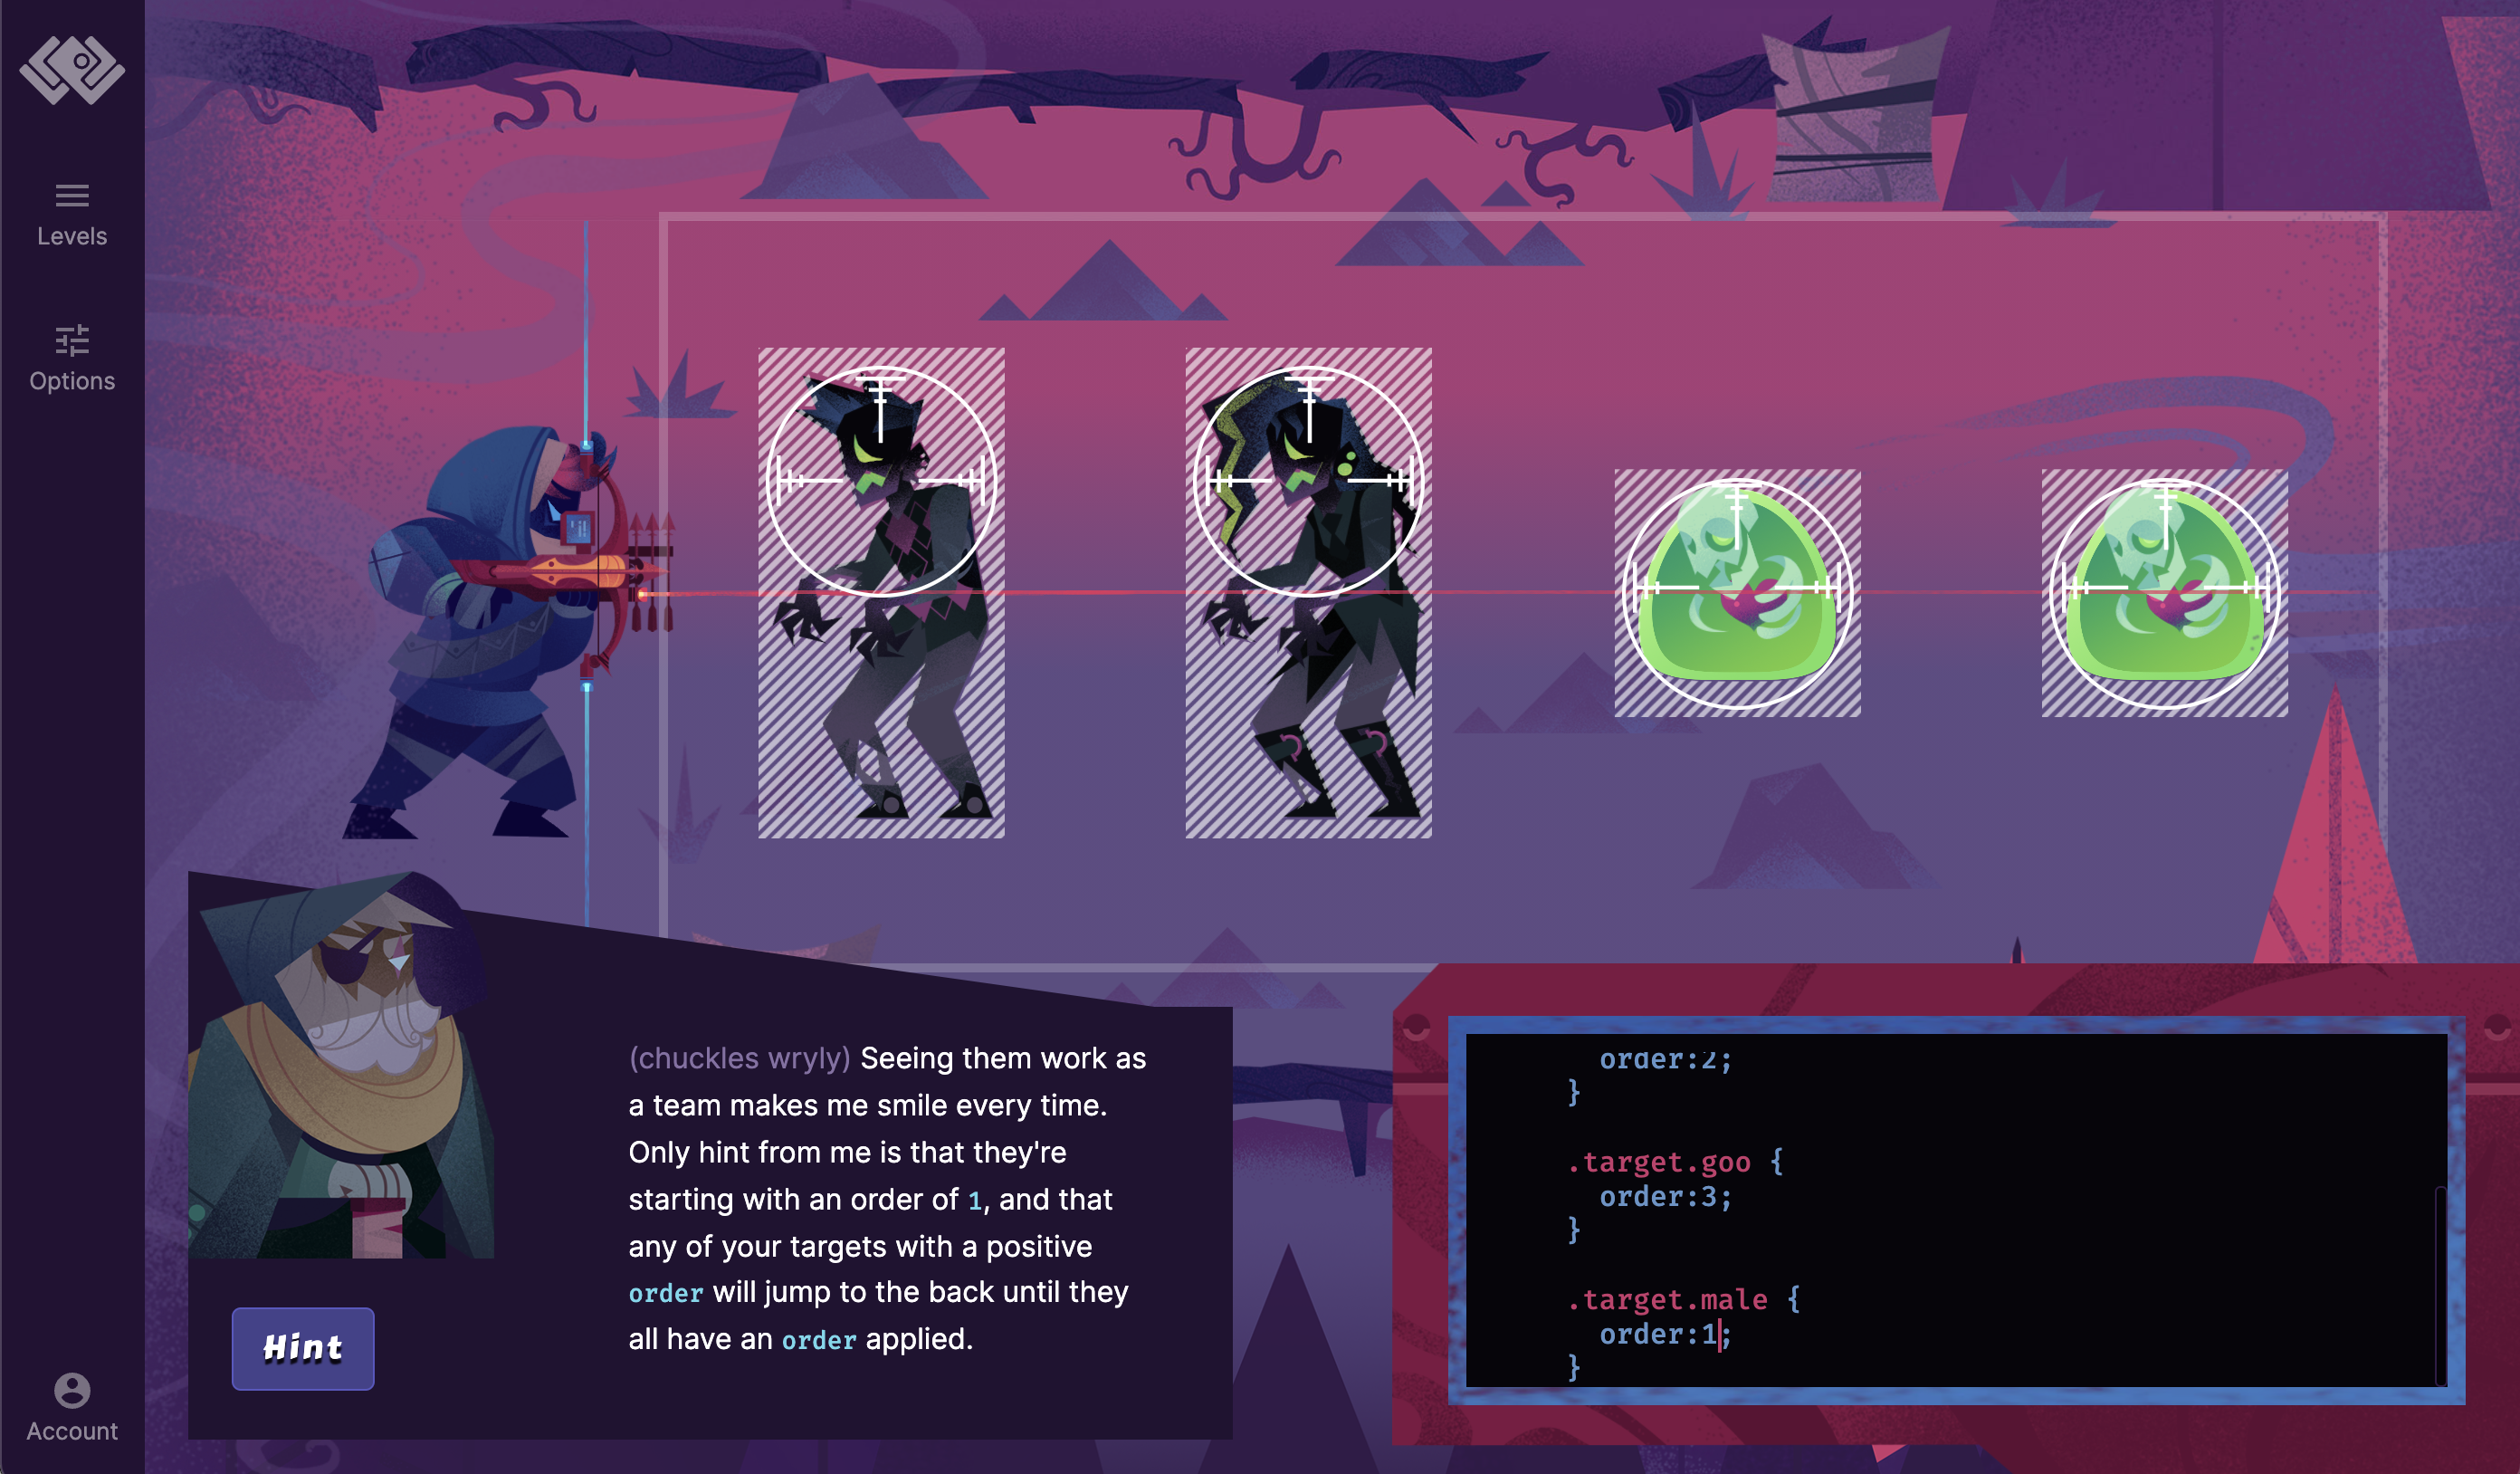 Levels
Options
(chuckles wryly) Seeing them work as
a team makes me smile every time.
Only hint from me is that they're
starting with an order of 1, and that
any of your targets with a positive
order will jump to the back until they
all have an order applied.
Hint
Account
order:2;
}
.target.goo {
order:3;
}
.target.male {
order:1;
}